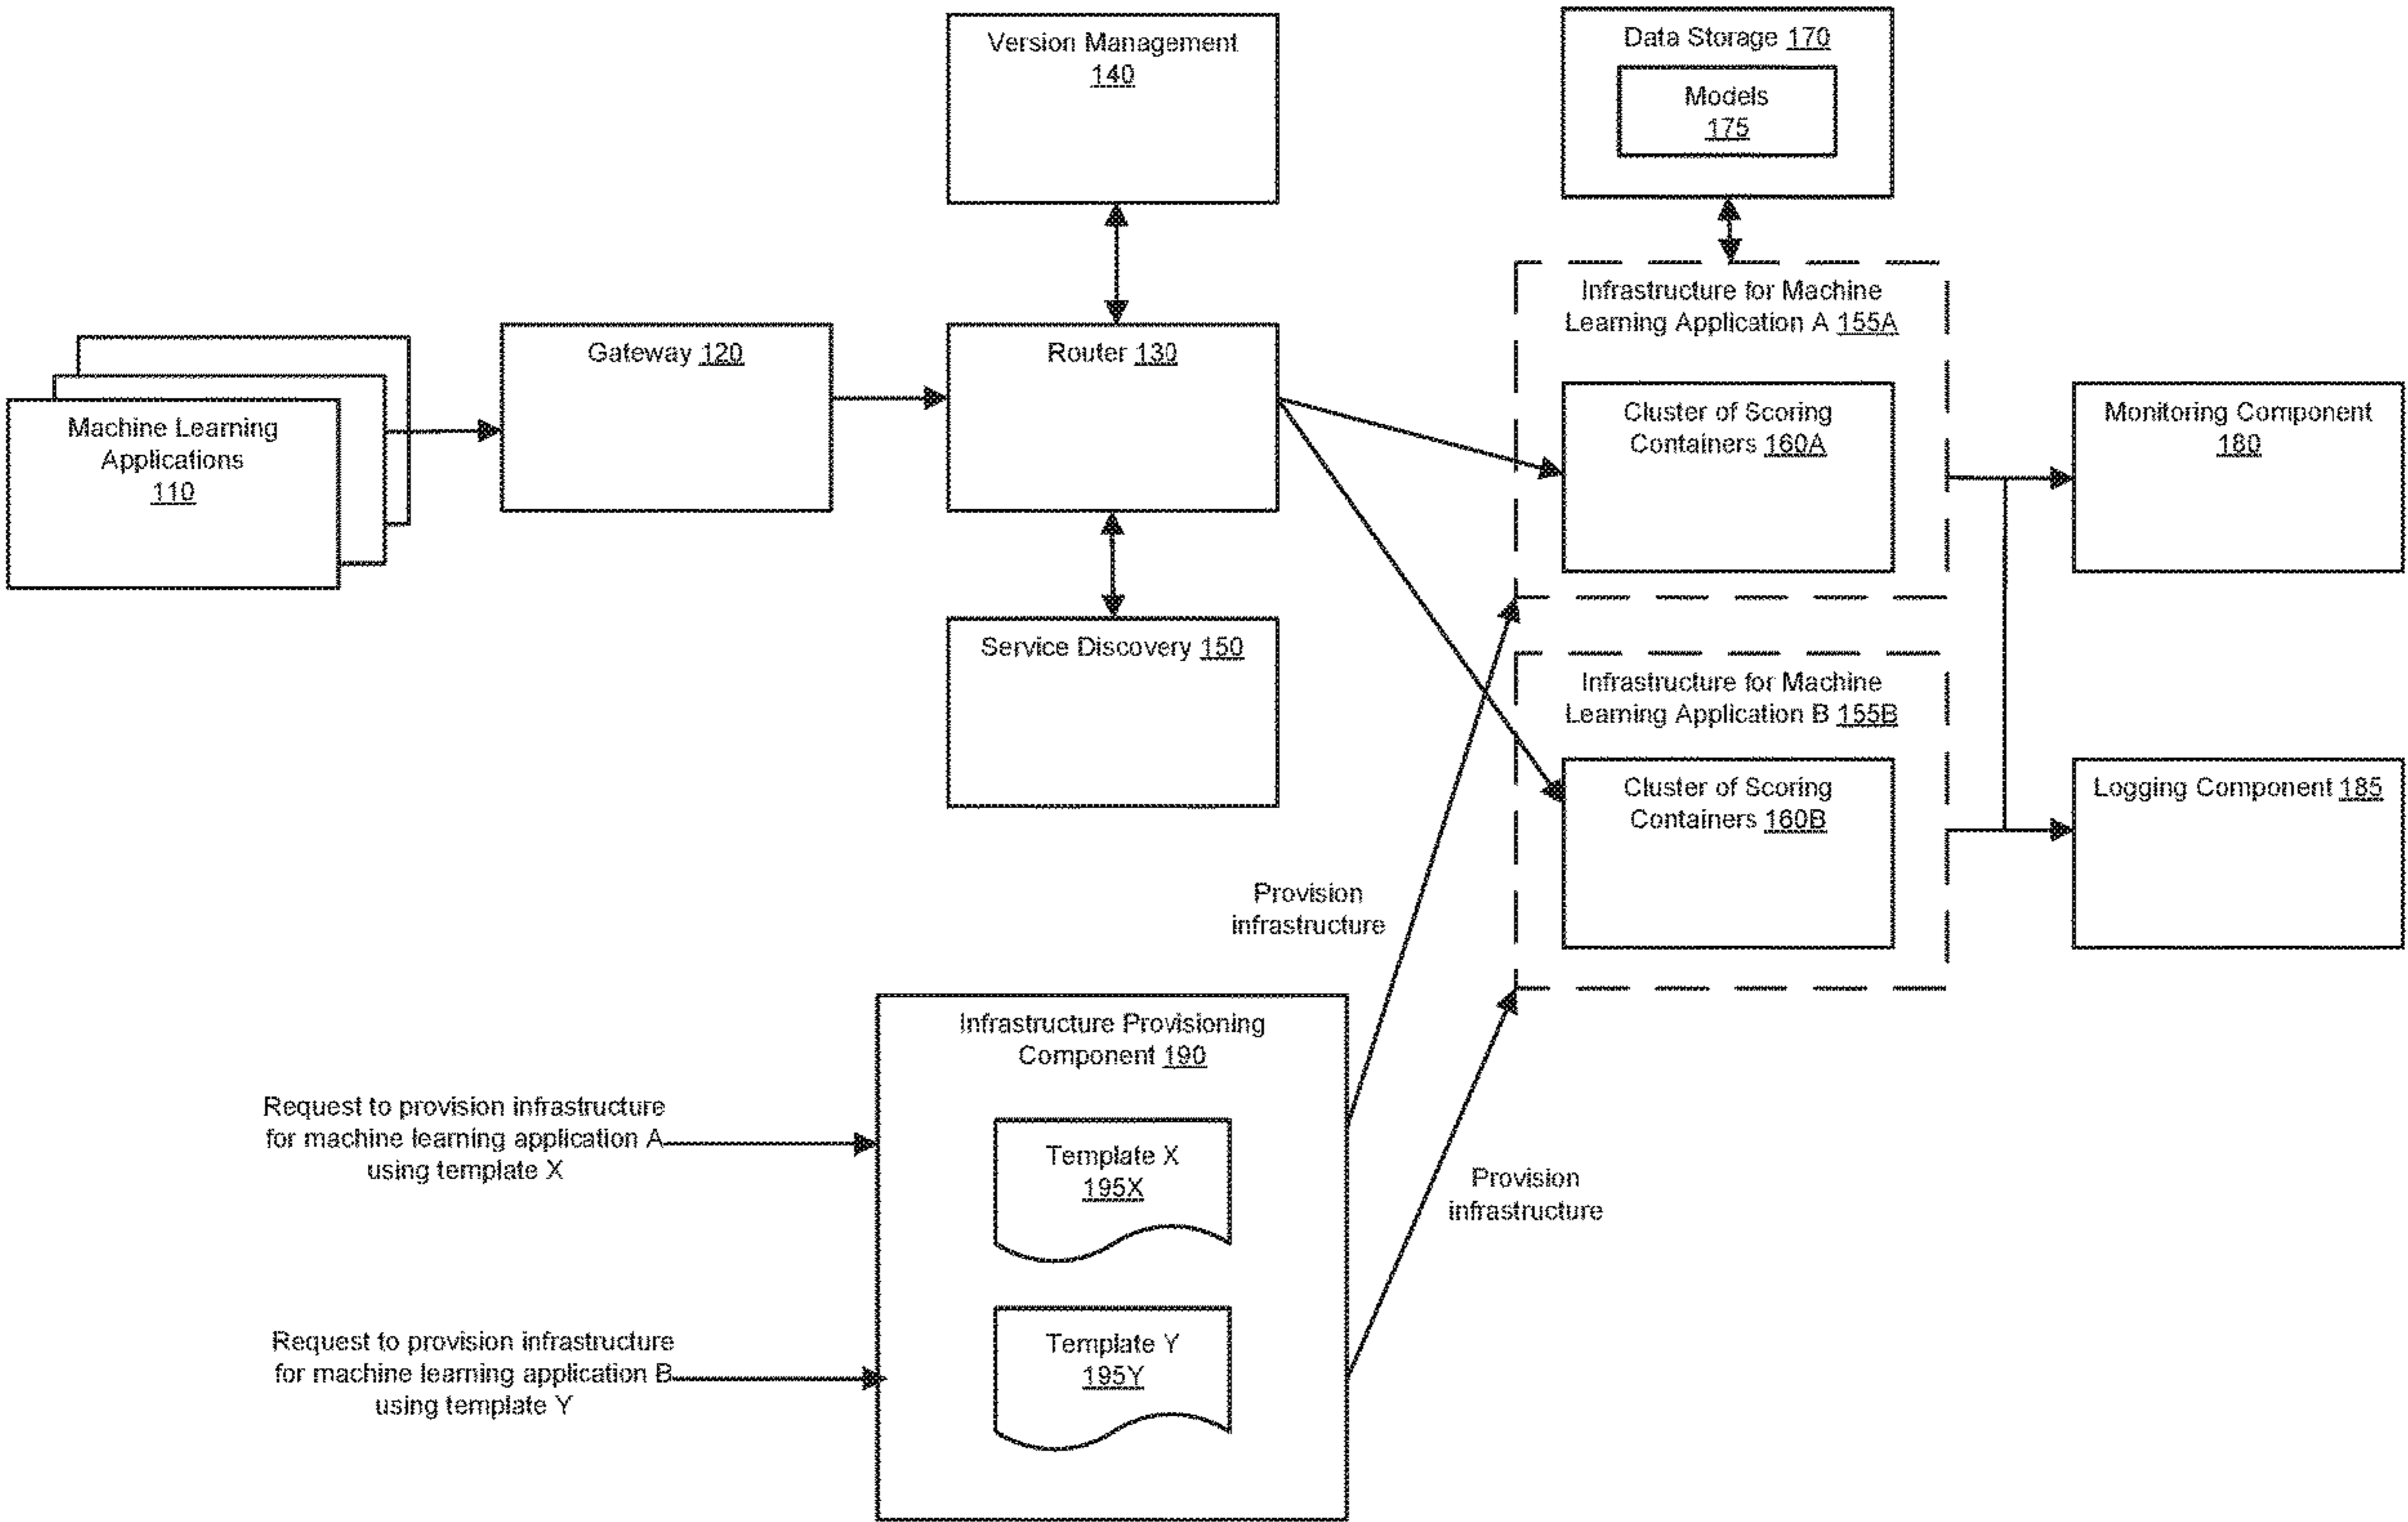 Version Management
140
Data Storage 170
Models
175
Machine Learning
Applications
110
Gateway 120
Router 130
Infrastructure for Machine
Learning Application A 155A
Cluster of Scoring
Containers 160A
Monitoring Component
180
Service Discovery 150
Infrastructure for Machine
Learning Application B 155B
Cluster of Scoring
Containers 160B
Logging Component 185
Provision
infrastructure
Infrastructure Provisioning
Component 190
Request to provision infrastructure
for machine learning application A
using template X
Template X
195X
Provision
infrastructure
Request to provision infrastructure
for machine learning application B
using template Y
Template Y
195Y